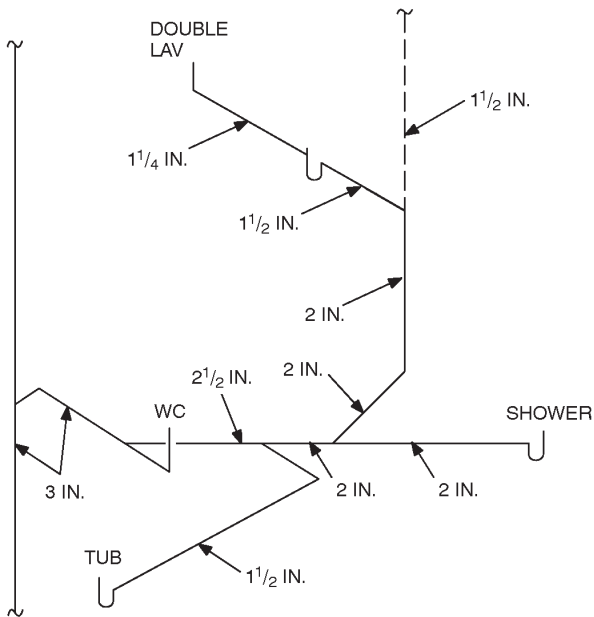 DOUBLE
LAV
1 1/2 IN.
1 1/4 IN.
1 1/2 IN.
2 IN.
2 1/2 IN.
2 IN.
WC
SHOWER
3 IN.
2 IN.
2 IN.
TUB
1 1/2 IN.